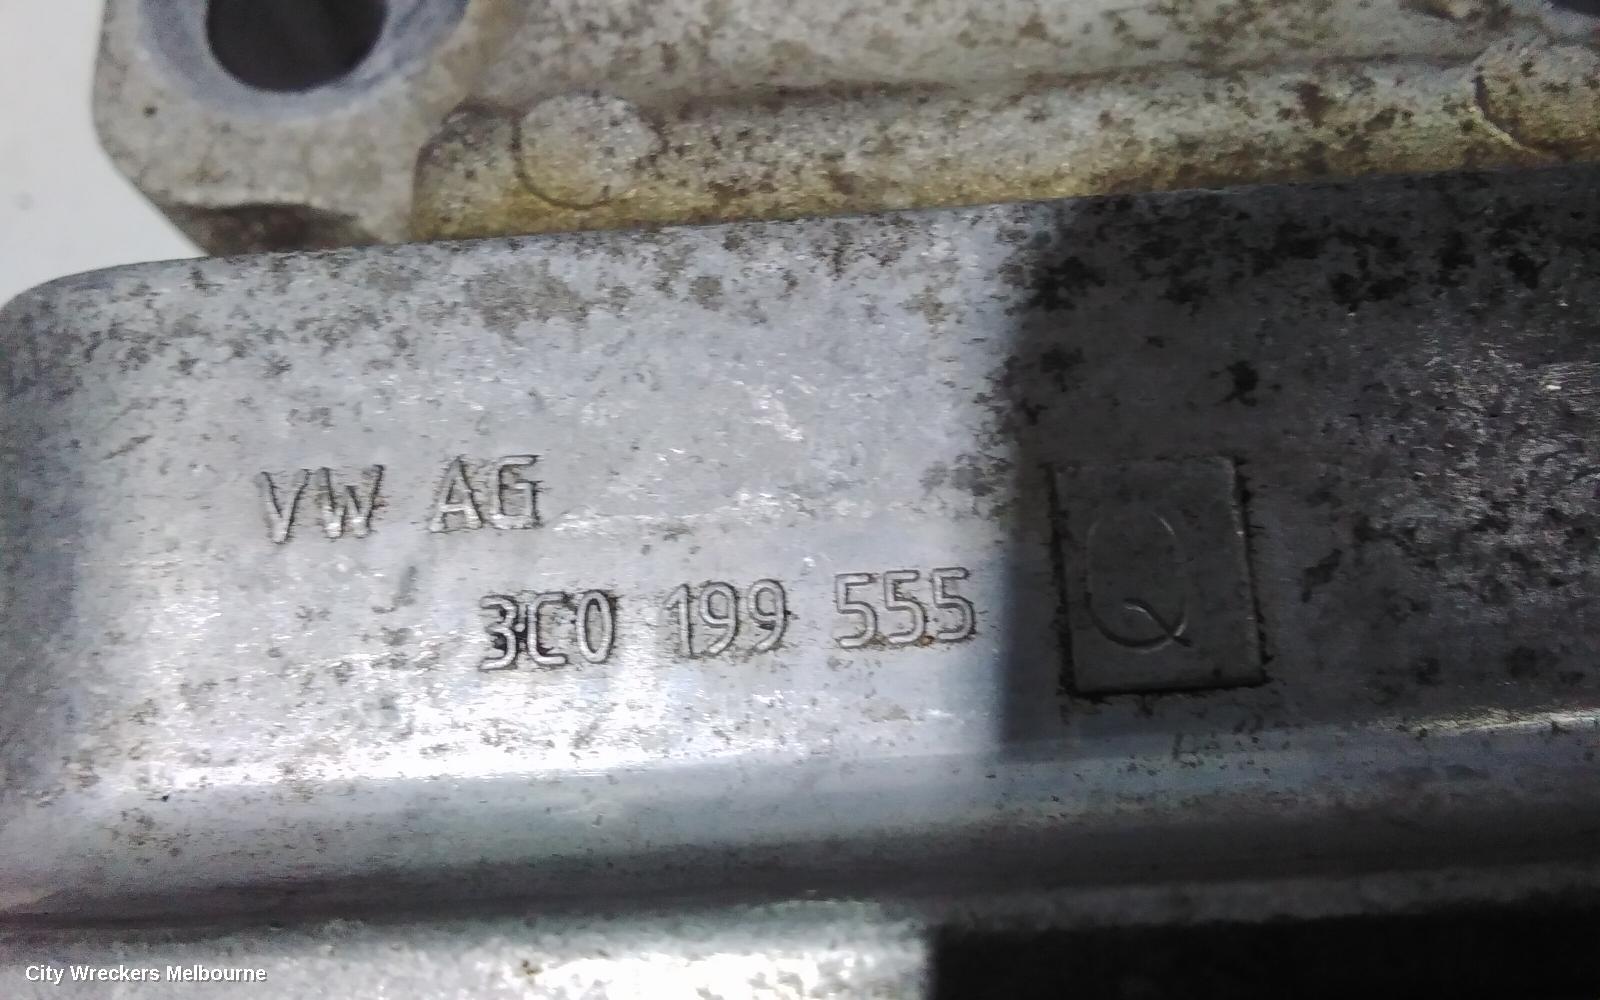 VW AG
3C0 199 555 Q
City Wreckers Melbourne